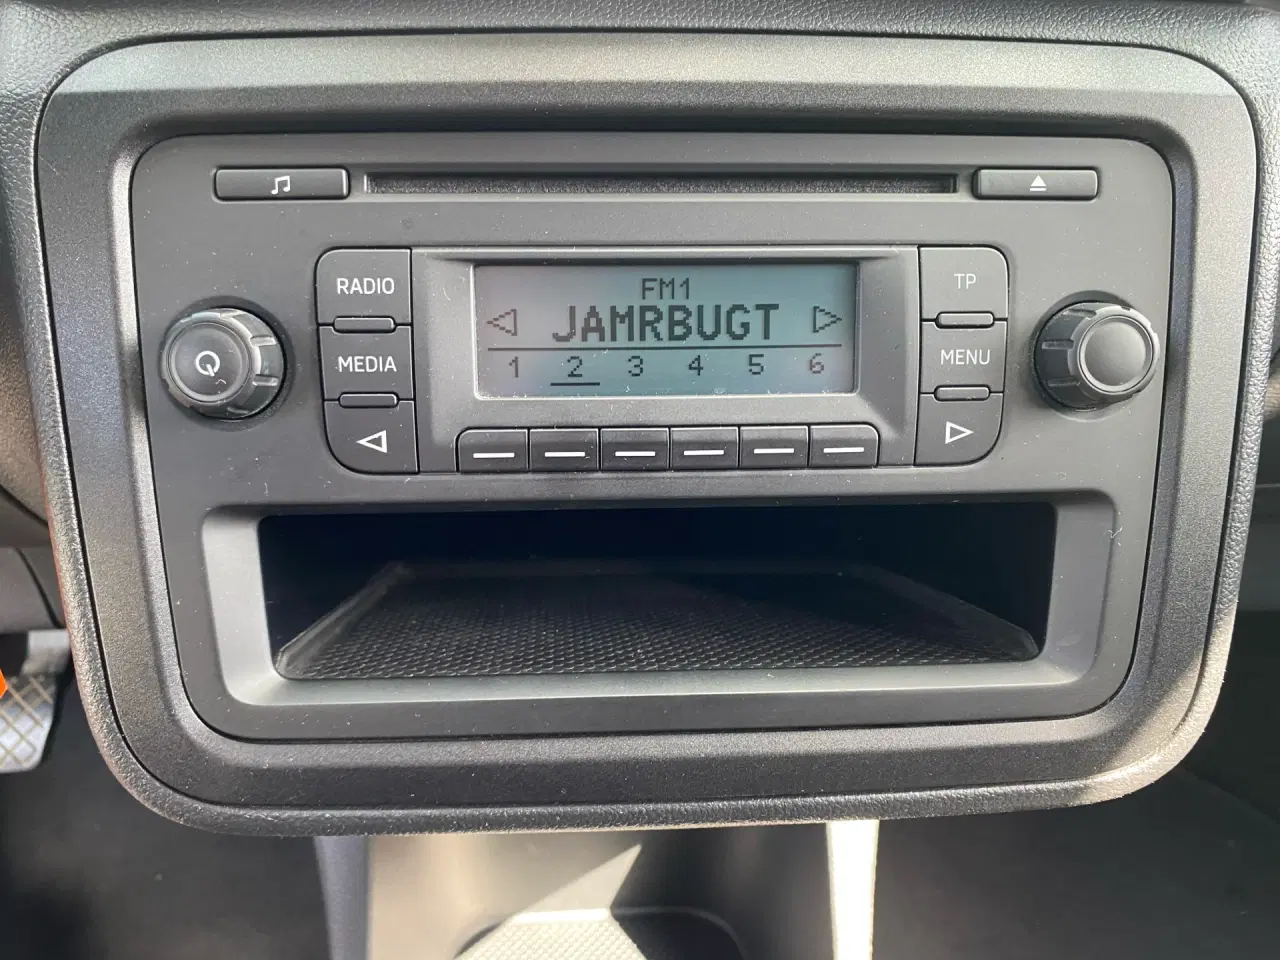 RADIO
MEDIA
FM1
JAMRBUGT
1 2 3 4 5 6
TP
MENU